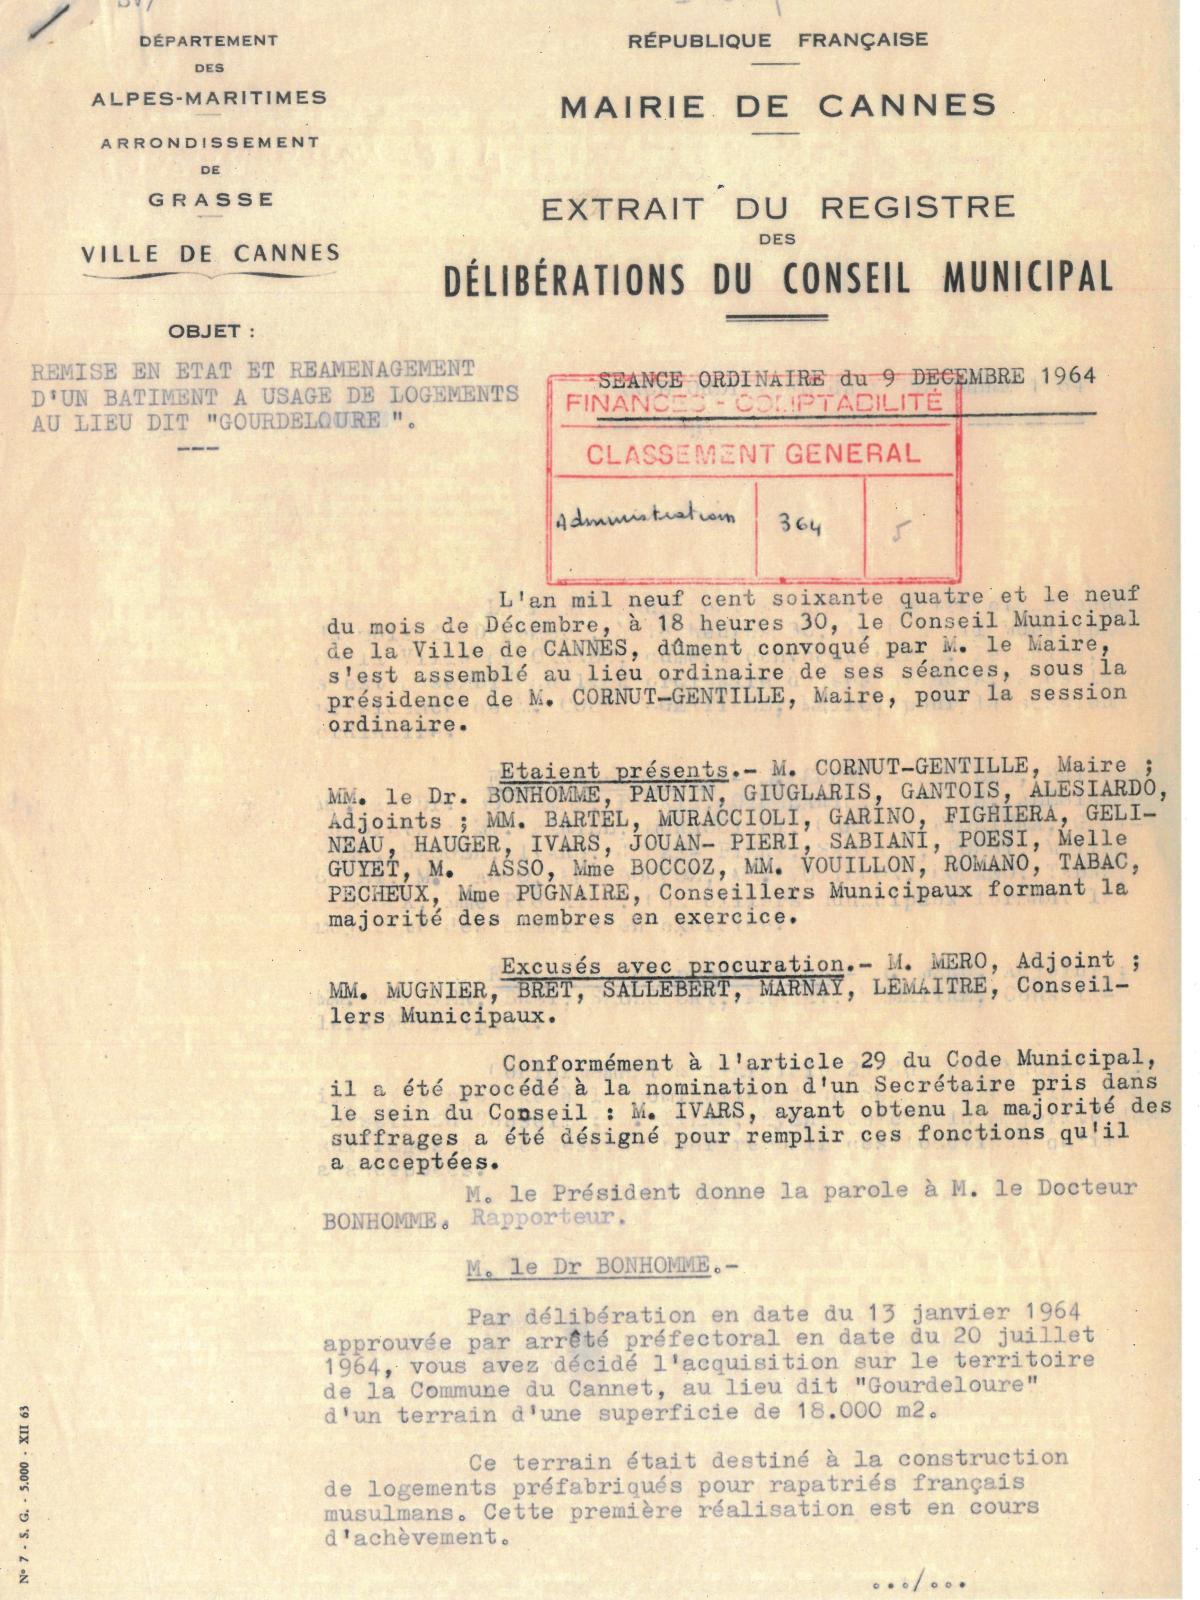 DÉPARTEMENT
DES
ALPES-MARITIMES
ARRONDISSEMENT
DE
GRASSE
VILLE DE CANNES
OBJET :
REMISE EN ETAT ET REAMENAGEMENT
D'UN BATIMENT A USAGE DE LOGEMENTS
AU LIEU DIT "GOURDELOURE ".
RÉPUBLIQUE FRANÇAISE
MAIRIE DE CANNES
EXTRAIT DU REGISTRE
DES
DÉLIBÉRATIONS DU CONSEIL MUNICIPAL
SEANCE ORDINAIRE du 9 DECEMBRE 1964
FINANCES - COMPTABILITÉ
CLASSEMENT GENERAL
Administration 364 5
L'an mil neuf cent soixante quatre et le neuf
du mois de Décembre, à 18 heures 30, le Conseil Municipal
de la Ville de CANNES, dûment convoqué par M. le Maire,
s'est assemblé au lieu ordinaire de ses séances, sous la
présidence de M. CORNUT-GENTILLE, Maire, pour la session
ordinaire.
Etaient présents.- M. CORNUT-GENTILLE, Maire ;
MM. le Dr. BONHOMME, PAUNIN, GIUGLARIS, GANTOIS, ALESIARDO,
Adjoints ; MM. BARTEL, MURACCIOLI, GARINO, FIGHIERA, GELI-
NEAU, HAUGER, IVARS, JOUAN- PIERI, SABIANI, POESI, Melle
GUYET, M. ASSO, Mme BOCCOZ, MM. VOUILLON, ROMANO, TABAC,
PECHEUX, Mme PUGNAIRE, Conseillers Municipaux formant la
majorité des membres en exercice.
Excusés avec procuration.- M. MERO, Adjoint ;
MM. MUGNIER, BRET, SALLEBERT, MARNAY, LEMAITRE, Conseil-
lers Municipaux.
Conformément à l'article 29 du Code Municipal,
il a été procédé à la nomination d'un Secrétaire pris dans
le sein du Conseil : M. IVARS, ayant obtenu la majorité des
suffrages a été désigné pour remplir ces fonctions qu'il
a acceptées.
M. le Président donne la parole à M. le Docteur
BONHOMME. Rapporteur.
M. le Dr BONHOMME.-
Par délibération en date du 13 janvier 1964
approuvée par arrêté préfectoral en date du 20 juillet
1964, vous avez décidé l'acquisition sur le territoire
de la Commune du Cannet, au lieu dit "Gourdeloure"
d'un terrain d'une superficie de 18.000 m2.
Ce terrain était destiné à la construction
de logements préfabriqués pour rapatriés français
musulmans. Cette première réalisation est en cours
d'achèvement.
.../...
N° 7 - S. G. - 5.000 - XII 63